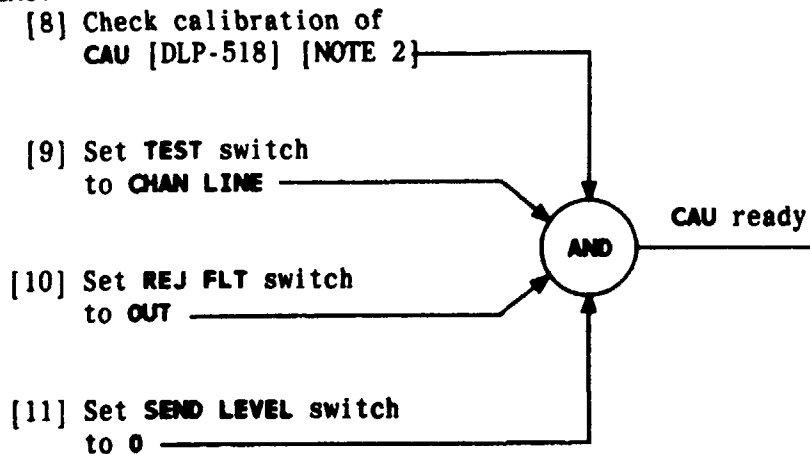 [8] Check calibration of
CAU [DLP-518] [NOTE 2]
[9] Set TEST switch
to CHAN LINE
CAU ready
AND
[10] Set REJ FLT switch
to OUT
[11] Set SEND LEVEL switch
to 0